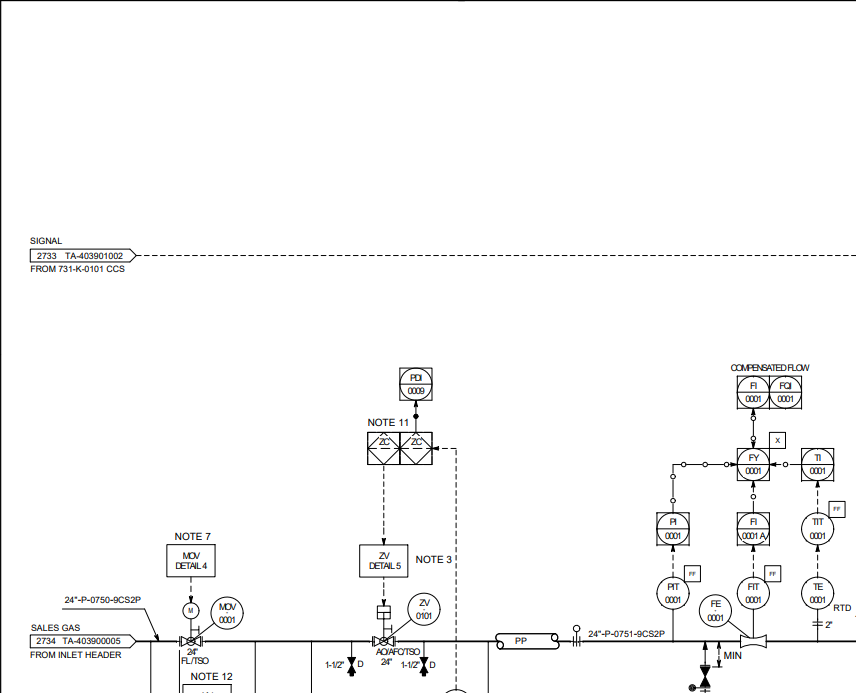 SIGNAL
2733 TA-403901002
FROM 731-K-0101 CCS
COMPENSATED FLOW
PDI
0009
FI
0001
FQI
0001
NOTE 11
ZC
ZC
X
FY
0001
TI
0001
FF
PI
0001
FI
0001 A
TIT
0001
NOTE 7
MOV
DETAIL 4
ZV
DETAIL 5
NOTE 3
FF
FF
PIT
0001
FIT
0001
TE
0001
24"-P-0750-9CS2P
M
MOV
0001
ZV
0101
FE
0001
RTD
2"
SALES GAS
2734 TA-403900005
FROM INLET HEADER
24"
FL/TSO
AO/AFC/TSO
24"
PP
24"-P-0751-9CS2P
1-1/2"
D
1-1/2"
D
MIN
NOTE 12